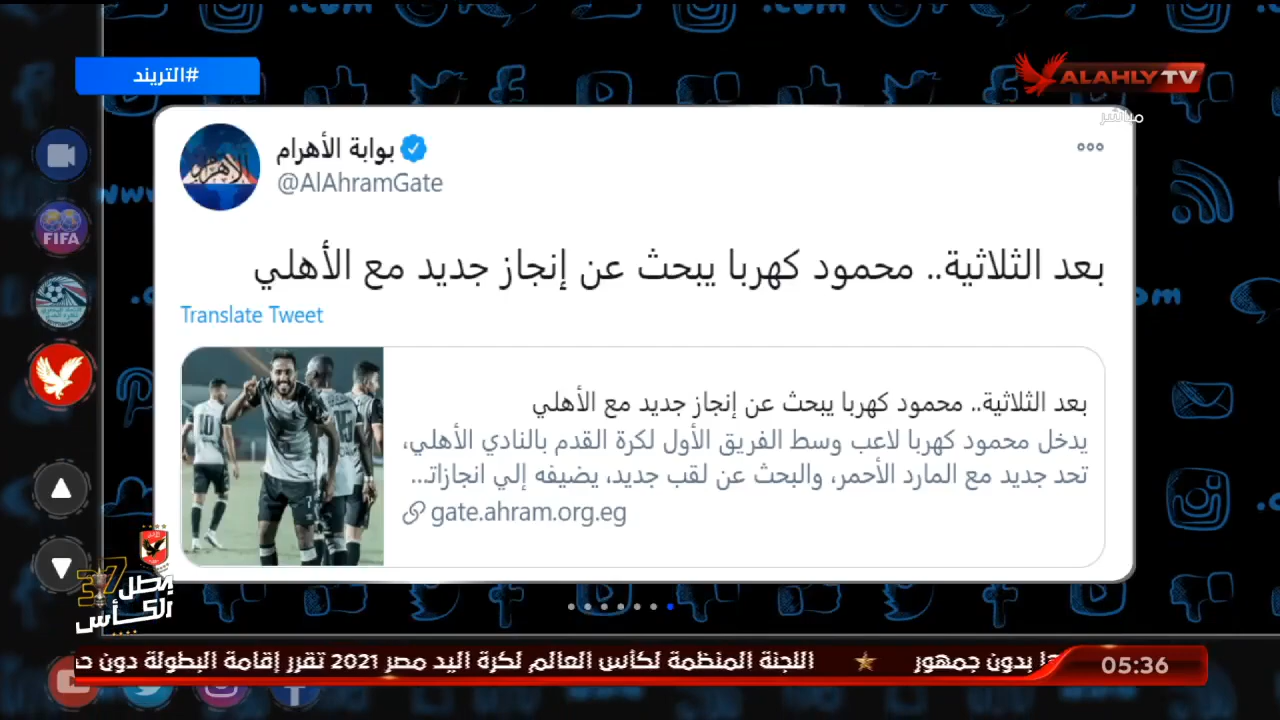 #التريند
ALAHLY TV
مباشر
بوابة الأهرام
@AlAhramGate
بعد الثلاثية.. محمود كهربا يبحث عن إنجاز جديد مع الأهلي
Translate Tweet
بعد الثلاثية.. محمود كهربا يبحث عن إنجاز جديد مع الأهلي
يدخل محمود كهربا لاعب وسط الفريق الأول لكرة القدم بالنادي الأهلي،
تحد جديد مع المارد الأحمر، والبحث عن لقب جديد، يضيفه إلي انجازاتـ...
gate.ahram.org.eg
FIFA
بطل 37
الكأس
بدون جمهور
اللجنة المنظمة لكأس العالم لكرة اليد مصر 2021 تقرر إقامة البطولة دون
05:36